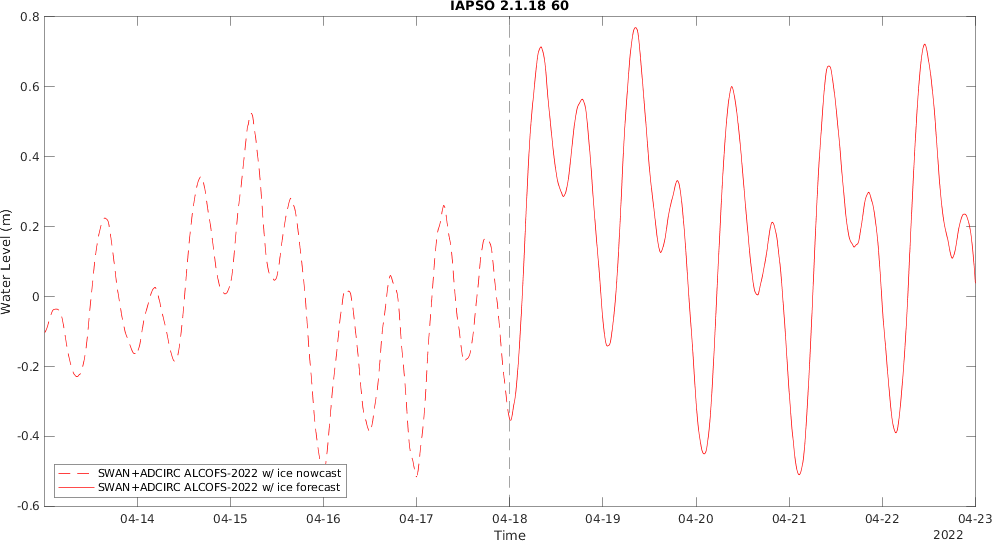 IAPSO 2.1.18 60
0.8
0.6
0.4
0.2
0
-0.2
-0.4
-0.6
Water Level (m)
SWAN+ADCIRC ALCOFS-2022 w/ ice nowcast
SWAN+ADCIRC ALCOFS-2022 w/ ice forecast
04-14 04-15 04-16 04-17 04-18 04-19 04-20 04-21 04-22 04-23
Time
2022